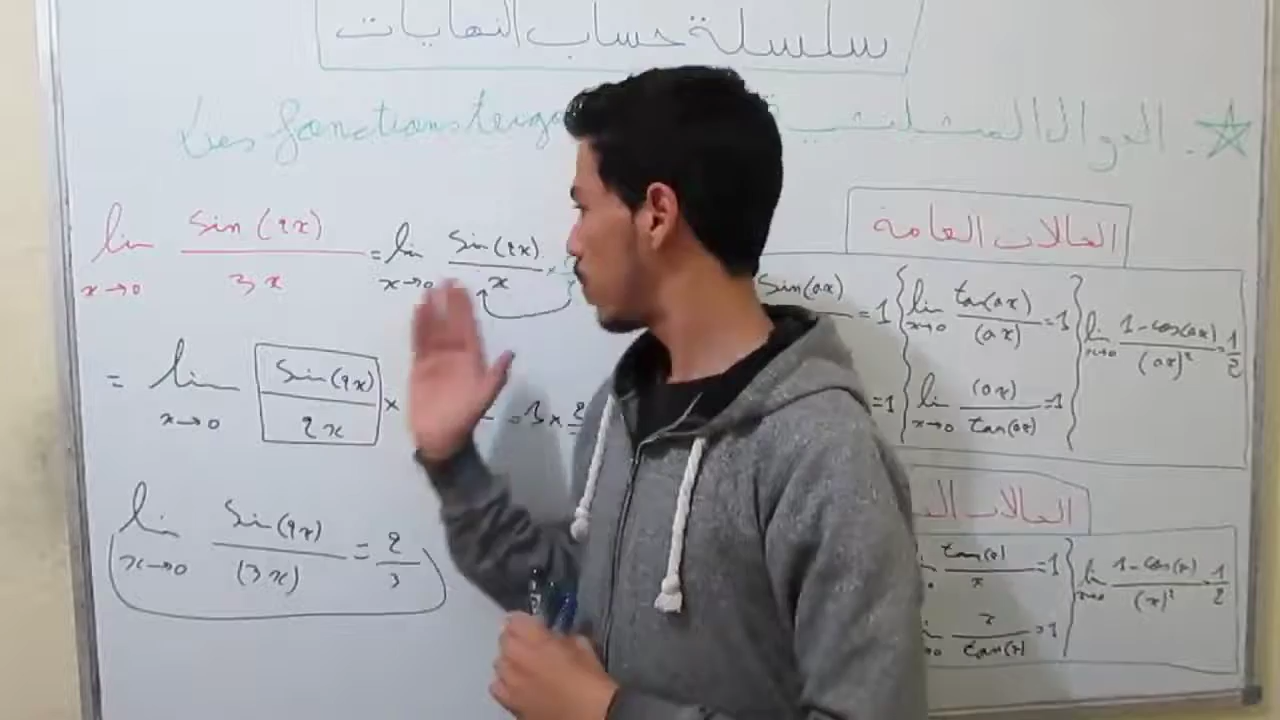 سلسلة حساب النهايات
الدوال المثلثية
Les fonctions
lim x→0 sin(2x) / 3x = lim x→0 sin(2x) / x ×
= lim x→0 sin(2x) / 2x × = 1 × 2
lim x→0 sin(2x) / (3x) = 2/3
الحالات العامة
sin(ax) = 1
= 1
lim x→0 tan(ax) / (ax) = 1
lim x→0 (ax) / tan(ax) = 1
lim x→0 1-cos(ax) / (ax)² = 1/2
الحالات
tan(x) / x = 1
x / tan(x) = 1
lim x→0 1-cos(x) / (x)² = 1/2